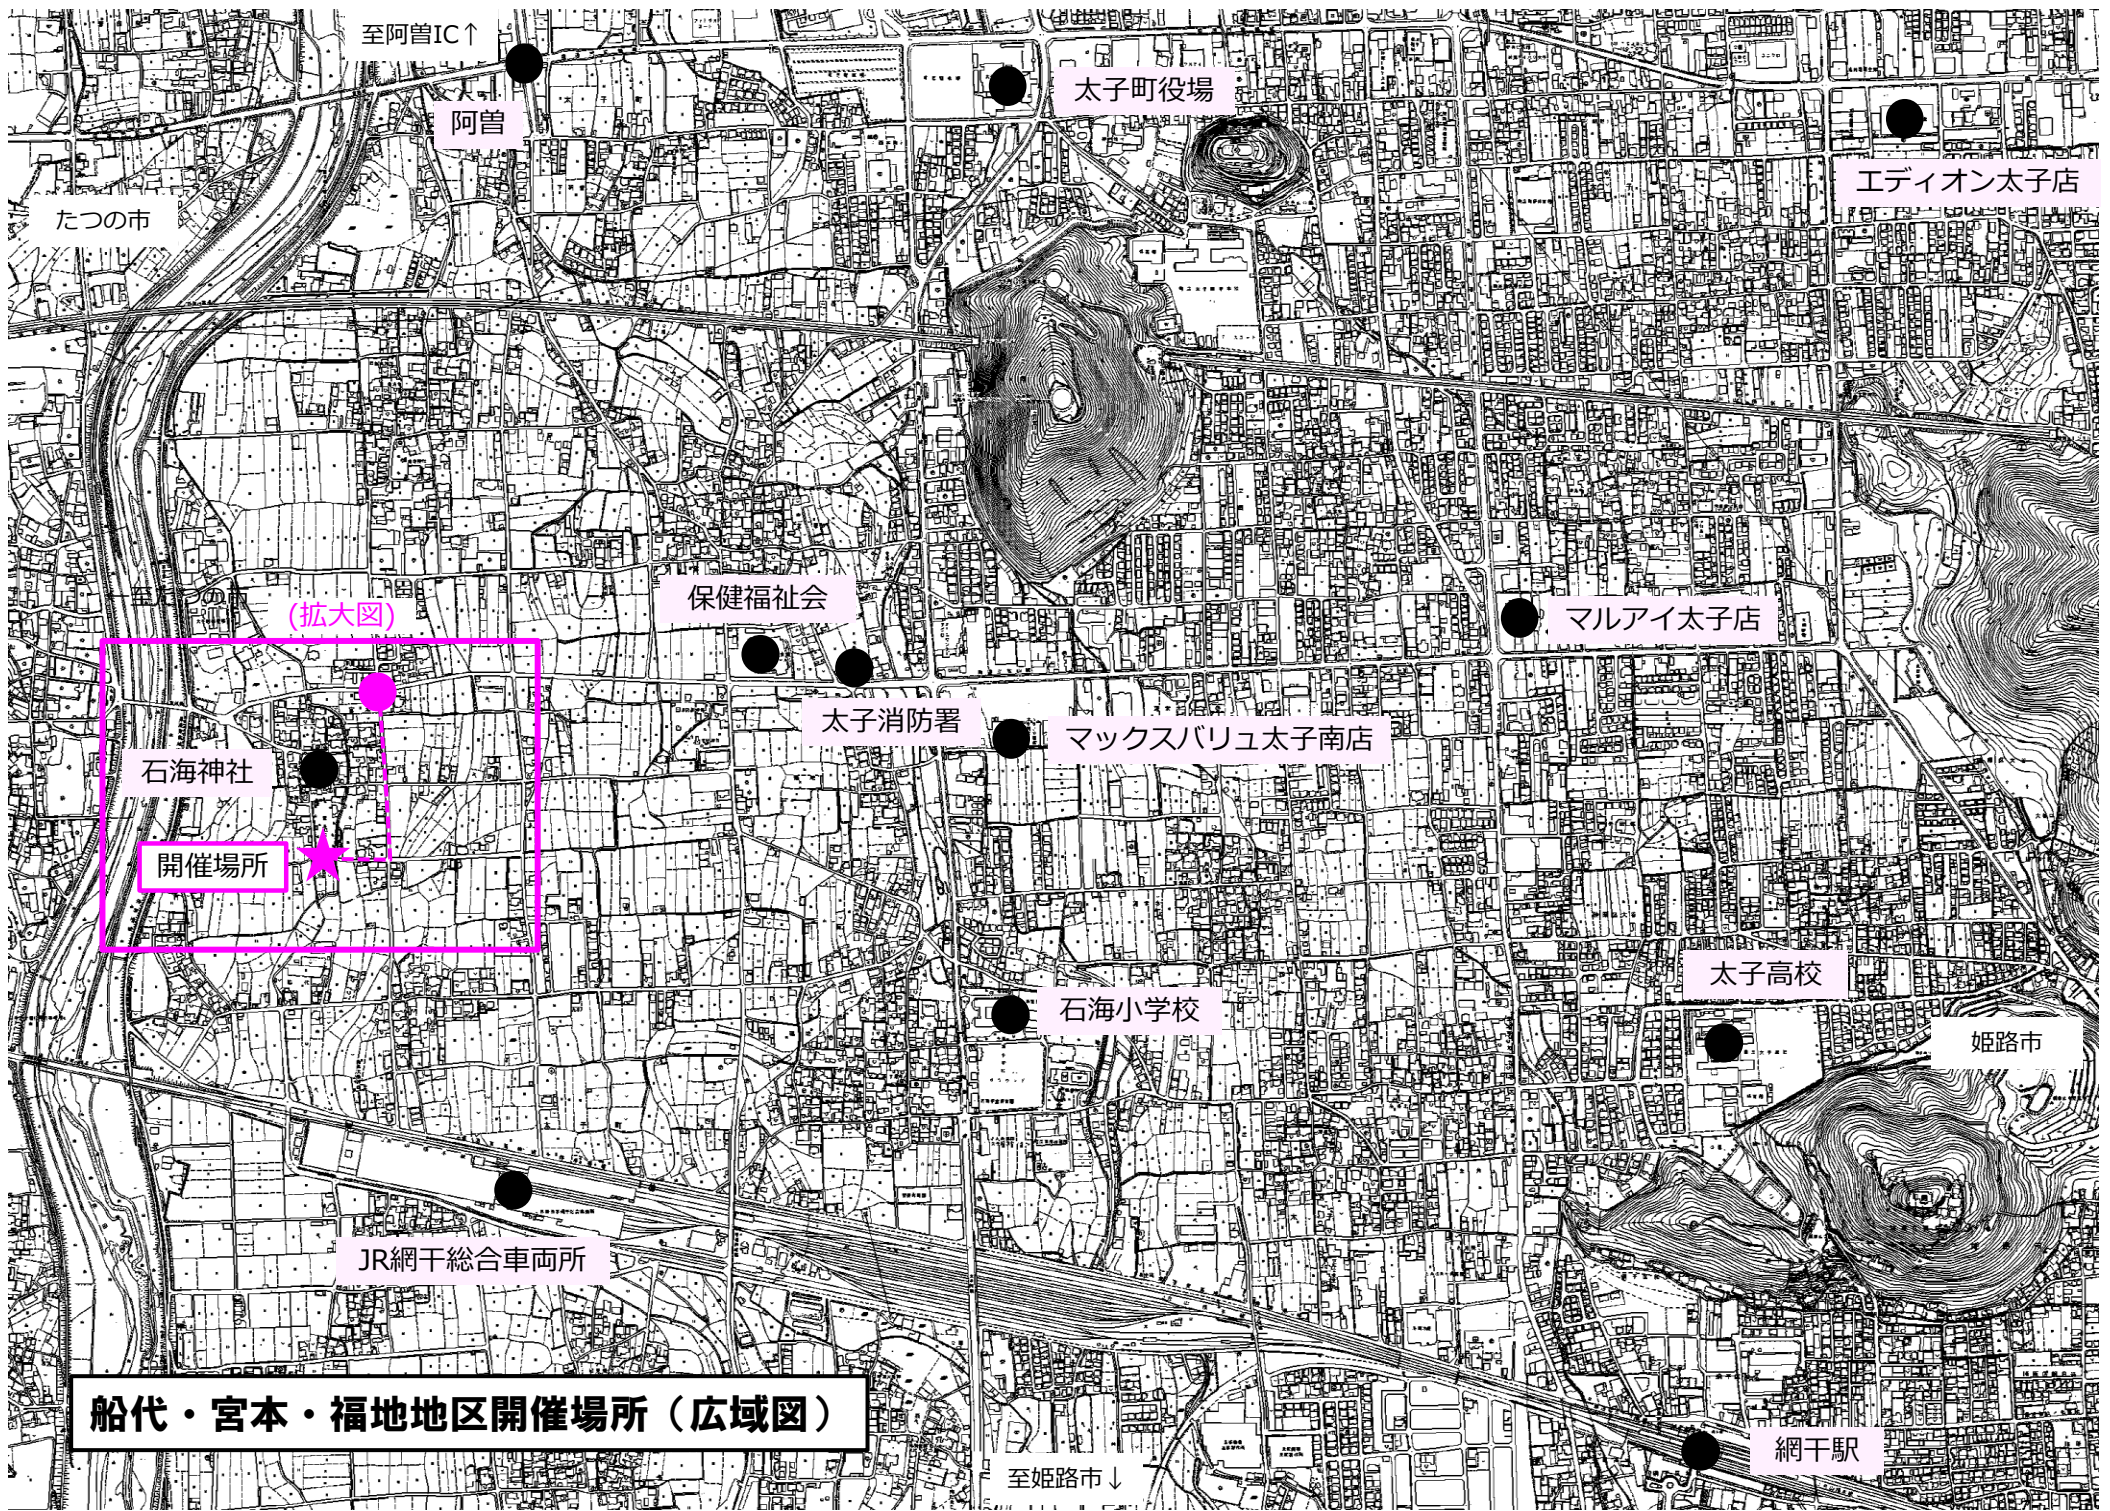 至阿曽IC↑
太子町役場
阿曽
エディオン太子店
たつの市
保健福祉会
←至たつの市
(拡大図)
マルアイ太子店
太子消防署
マックスバリュ太子南店
石海神社
開催場所
太子高校
石海小学校
姫路市
JR網干総合車両所
船代・宮本・福地地区開催場所（広域図）
網干駅
至姫路市↓